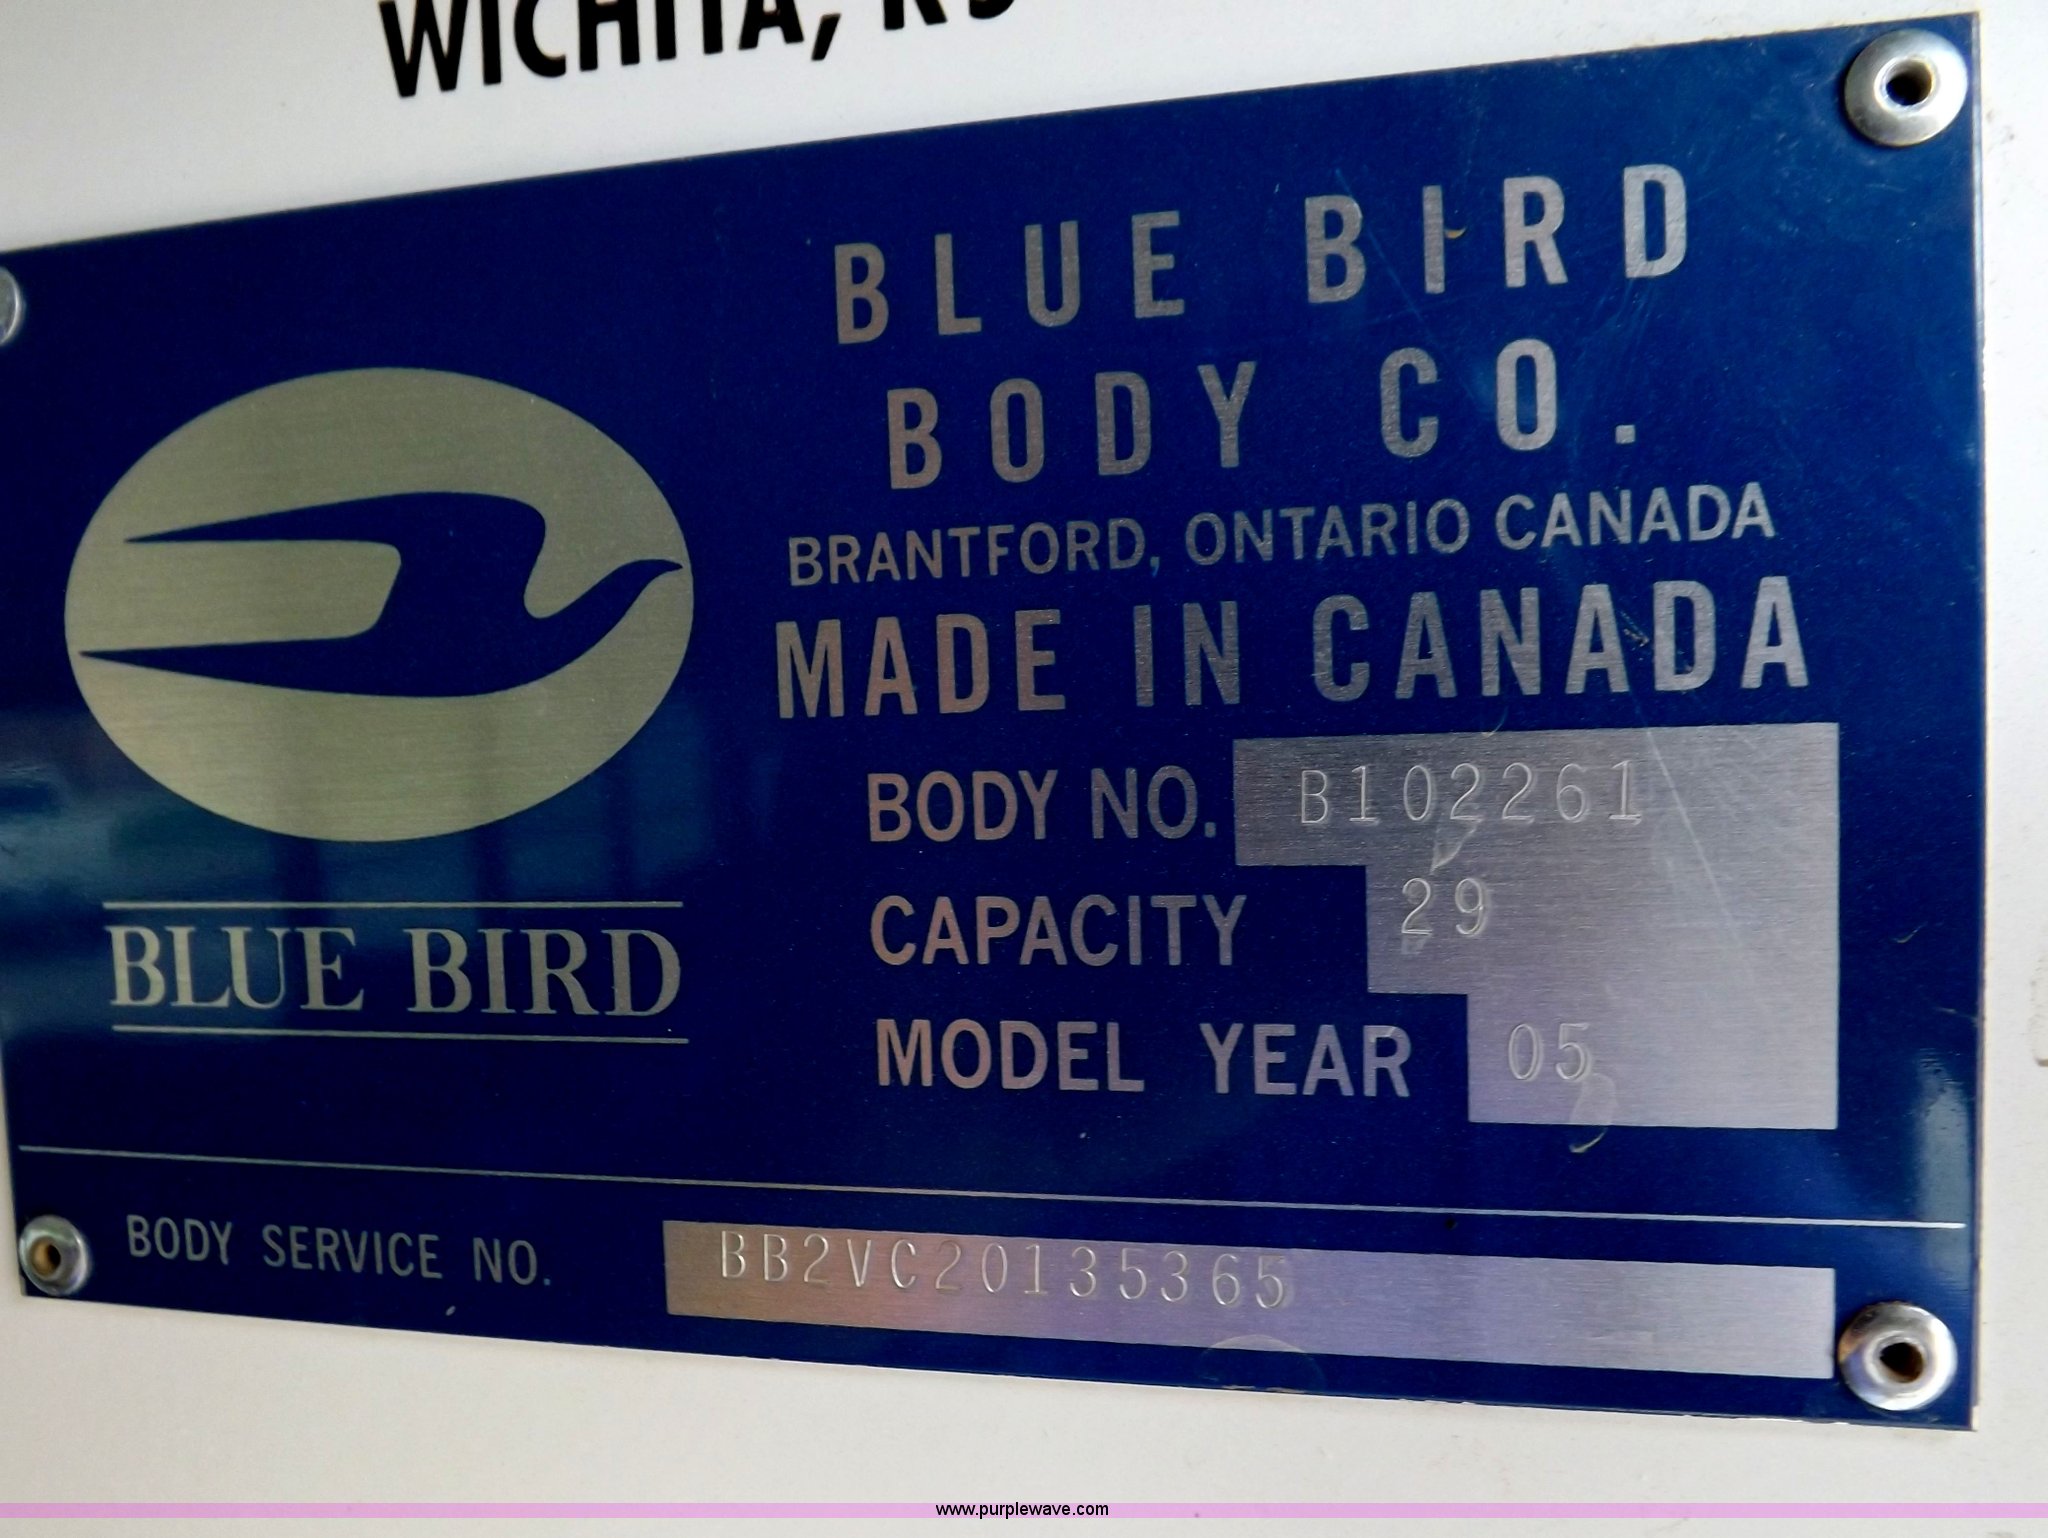 WICHITA, KS
BLUE BIRD
BODY CO.
BRANTFORD, ONTARIO CANADA
MADE IN CANADA
BODY NO. B102261
CAPACITY 29
MODEL YEAR 05
BLUE BIRD
BODY SERVICE NO. BB2VC20135365
www.purplewave.com